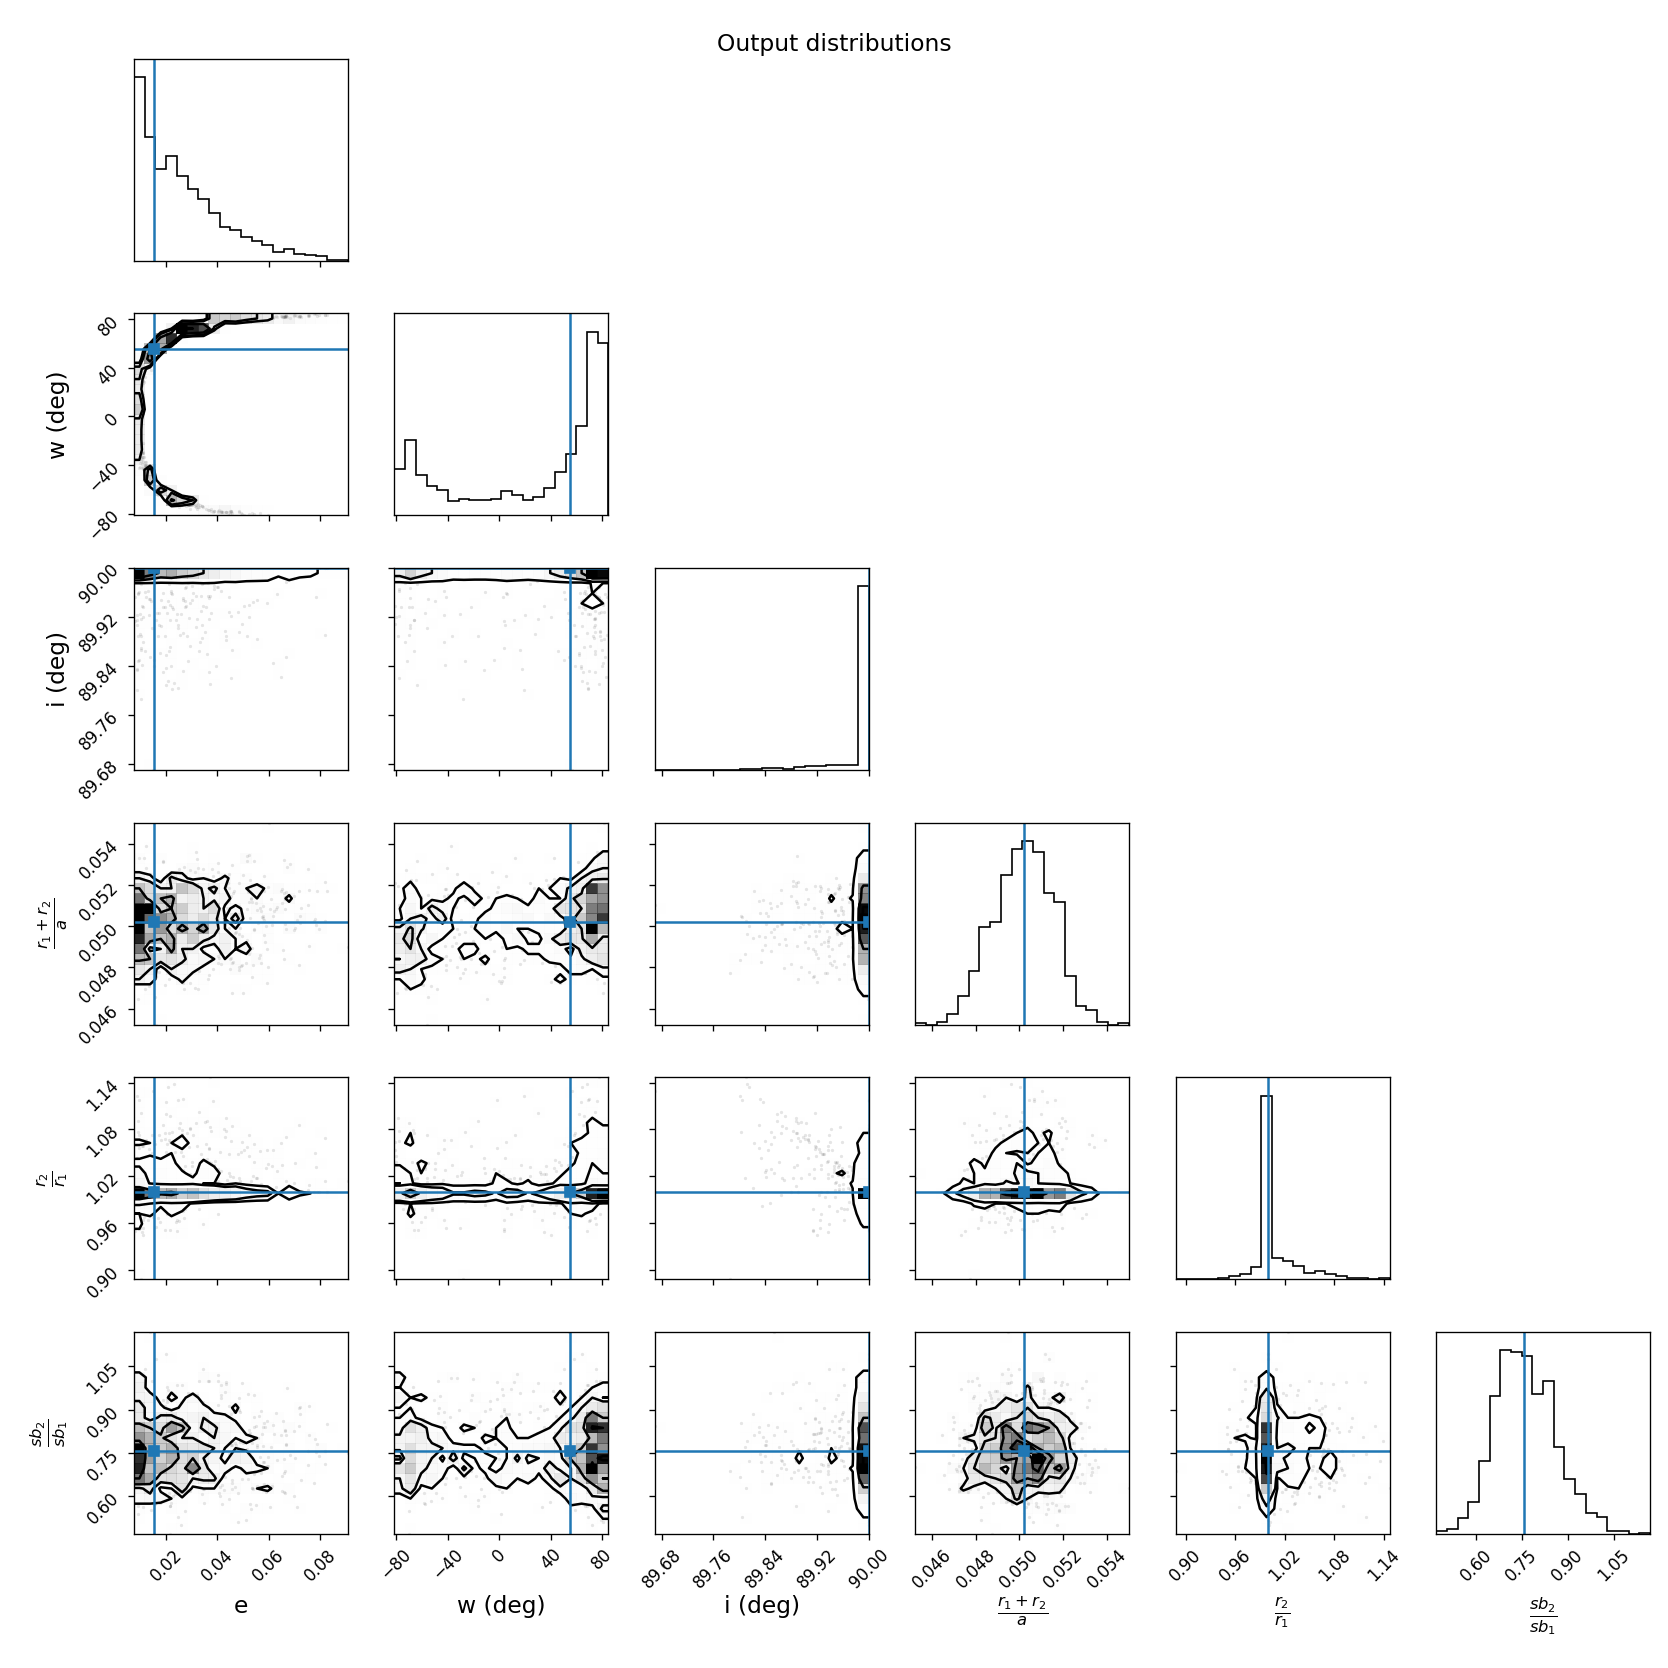 Output distributions
80
40
0
−40
−80
w (deg)
90.00
89.92
89.84
89.76
89.68
i (deg)
0.054
0.052
0.050
0.048
0.046
r₁ + r₂
a
1.14
1.08
1.02
0.96
0.90
r₂
r₁
1.05
0.90
0.75
0.60
sb₂
sb₁
0.02 0.04 0.06 0.08 −80 −40 0 40 80 89.68 89.76 89.84 89.92 90.00 0.046 0.048 0.050 0.052 0.054 0.90 0.96 1.02 1.08 1.14 0.60 0.75 0.90 1.05
e w (deg) i (deg) r₁ + r₂ r₂ sb₂
a r₁ sb₁